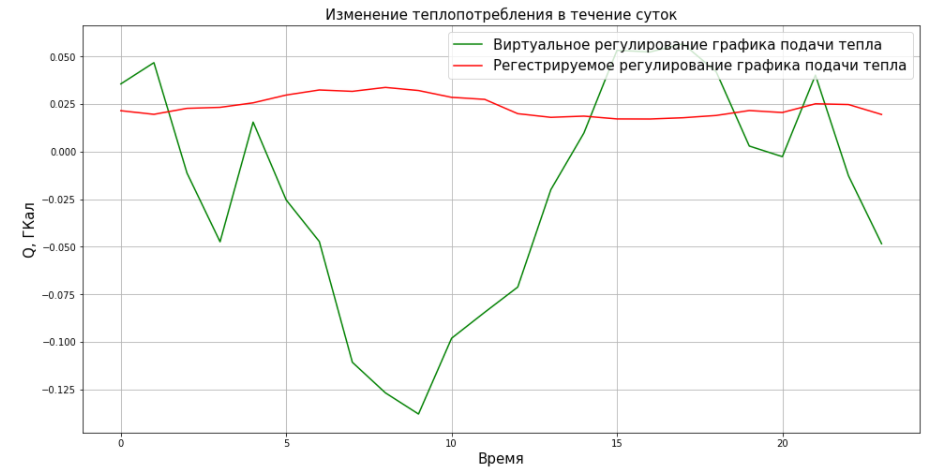 Изменение теплопотребления в течение суток
Виртуальное регулирование графика подачи тепла
Регестрируемое регулирование графика подачи тепла
0.050
0.025
0.000
−0.025
−0.050
−0.075
−0.100
−0.125
Q, ГКал
0 5 10 15 20
Время